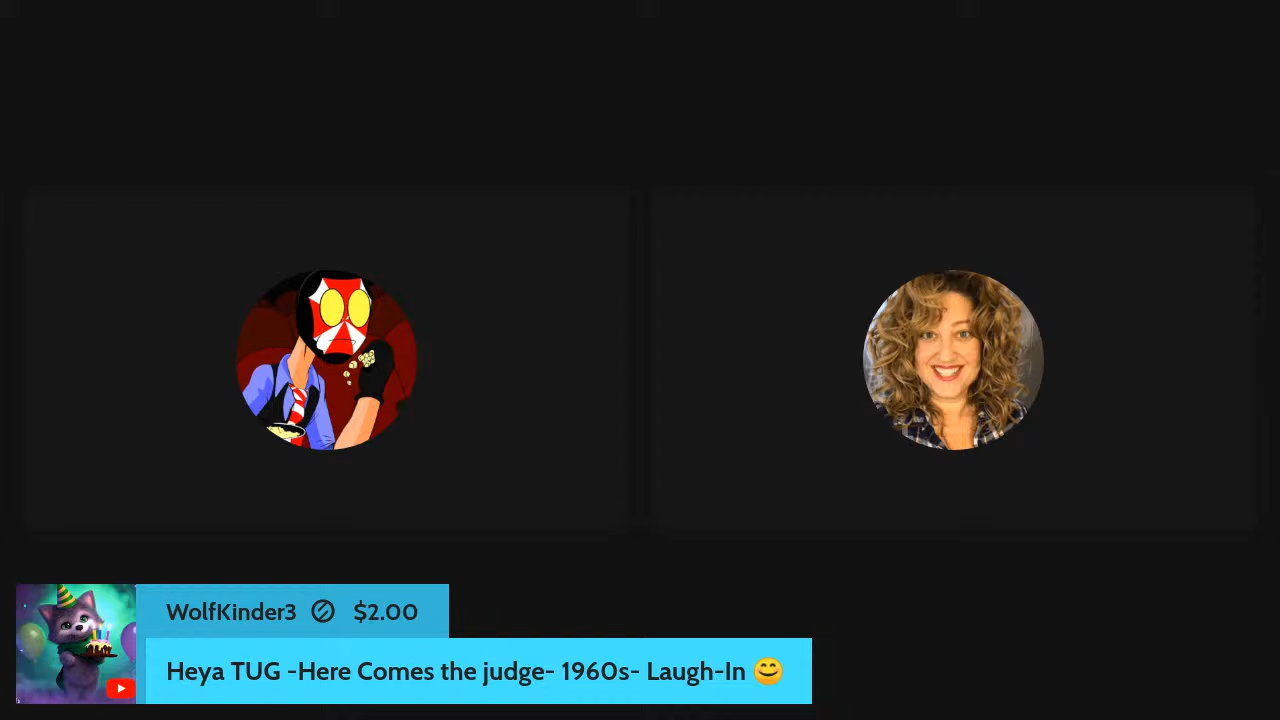 WolfKinder3 $2.00
Heya TUG -Here Comes the judge- 1960s- Laugh-In 😊